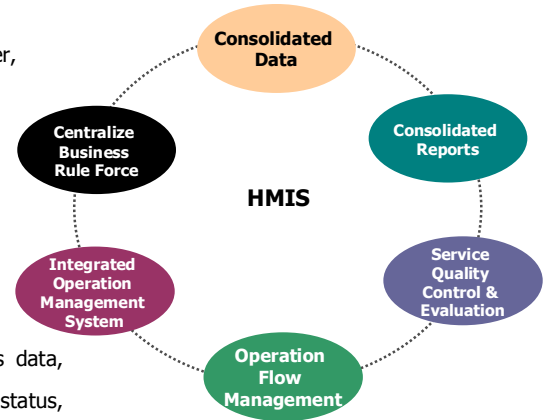 er,
Consolidated
Data
Centralize
Business
Rule Force
Consolidated
Reports
HMIS
Integrated
Operation
Management
System
Service
Quality
Control &
Evaluation
Operation
Flow
Management
s data,
status,